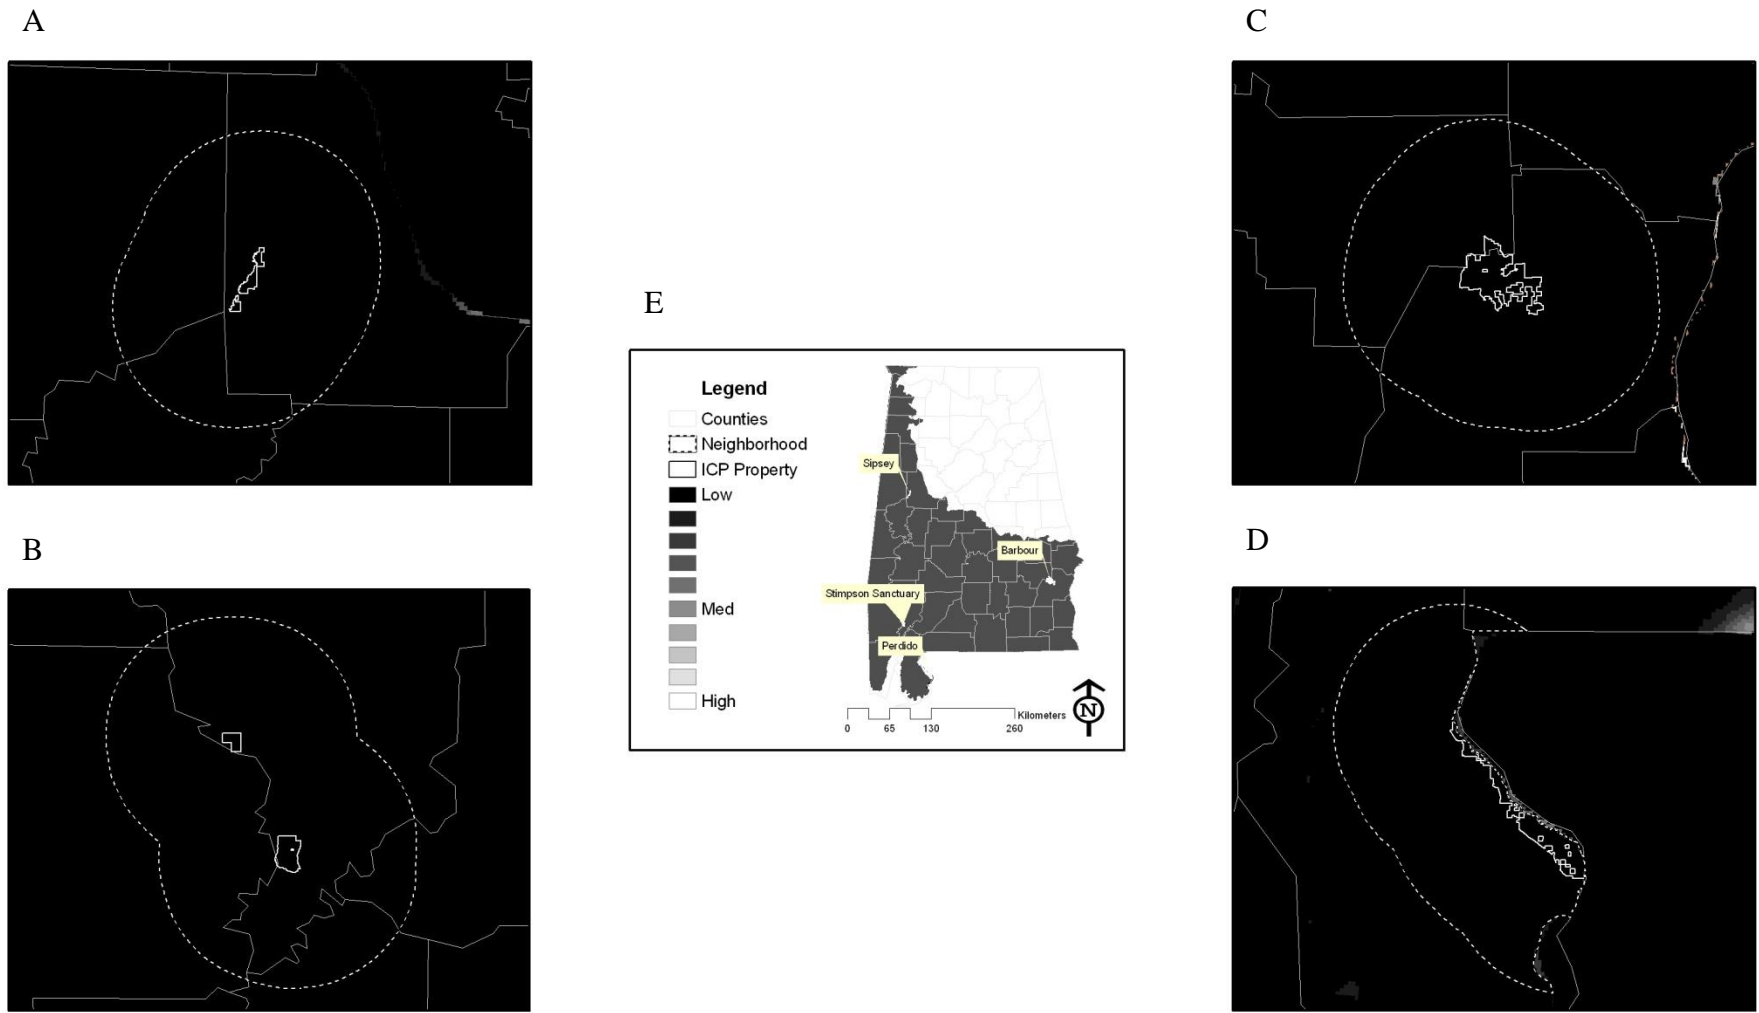 A
C
E
Legend
Counties
Neighborhood
ICP Property
Low
Med
High
Sipsey
Barbour
Stimpson Sanctuary
Perdido
Kilometers
0 65 130 260
N
B
D